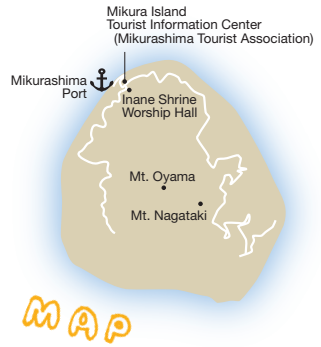 Mikura Island
Tourist Information Center
(Mikurashima Tourist Association)
Mikurashima
Port
Inane Shrine
Worship Hall
Mt. Oyama
Mt. Nagataki
MAP